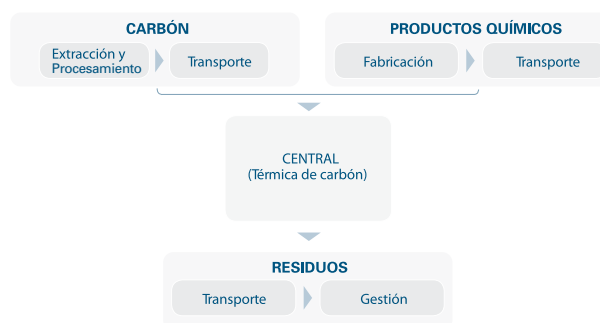 CARBÓN
PRODUCTOS QUÍMICOS
Extracción y
Procesamiento
Transporte
Fabricación
Transporte
CENTRAL
(Térmica de carbón)
RESIDUOS
Transporte
Gestión